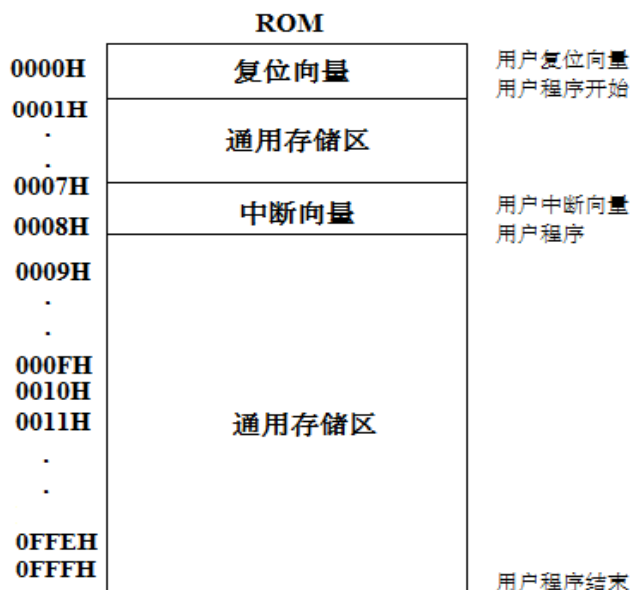 ROM
0000H
复位向量
用户复位向量
用户程序开始
0001H
.
.
通用存储区
0007H
中断向量
用户中断向量
0008H
用户程序
0009H
.
.
000FH
0010H
0011H
通用存储区
.
.
0FFEH
0FFFH
用户程序结束